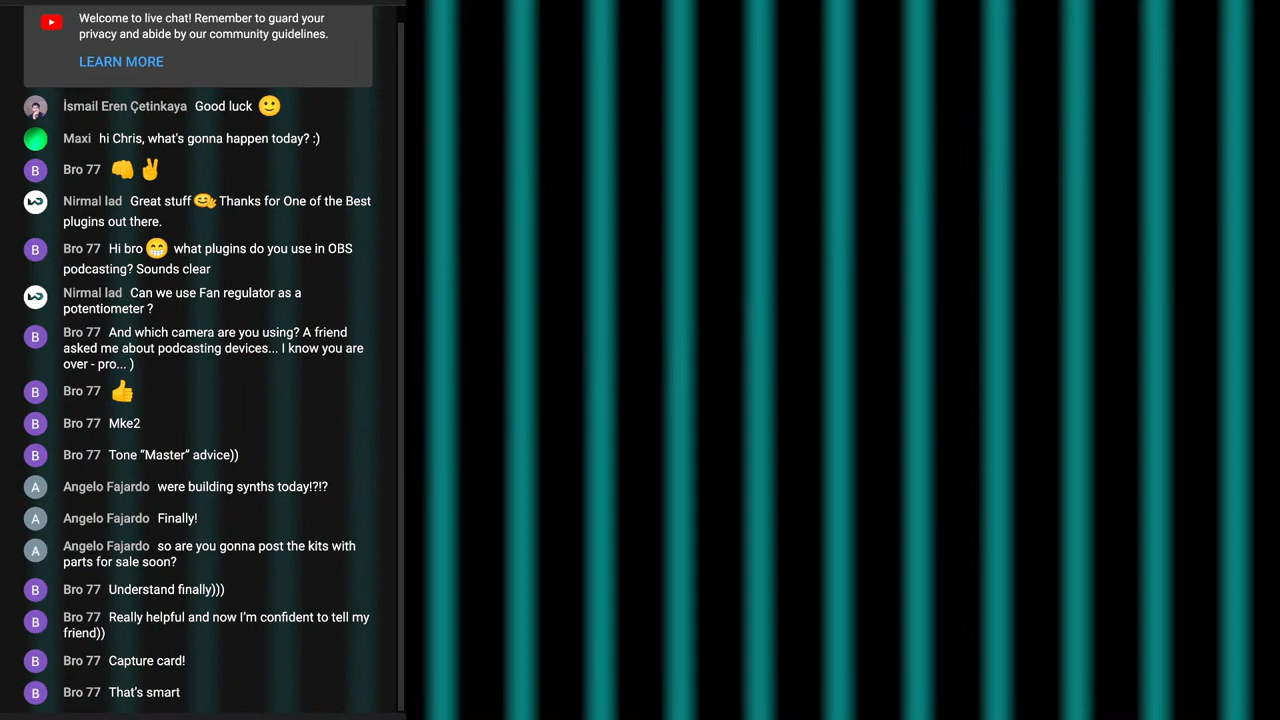 Welcome to live chat! Remember to guard your
privacy and abide by our community guidelines.
LEARN MORE
İsmail Eren Çetinkaya Good luck 🙂
Maxi hi Chris, what's gonna happen today? :)
B Bro 77 👊✌
Nirmal lad Great stuff Thanks for One of the Best
plugins out there.
B Bro 77 Hi bro 😁 what plugins do you use in OBS
podcasting? Sounds clear
Nirmal lad Can we use Fan regulator as a
potentiometer ?
B Bro 77 And which camera are you using? A friend
asked me about podcasting devices... I know you are
over - pro... )
B Bro 77 👍
B Bro 77 Mke2
B Bro 77 Tone “Master” advice))
A Angelo Fajardo were building synths today!?!?
A Angelo Fajardo Finally!
A Angelo Fajardo so are you gonna post the kits with
parts for sale soon?
B Bro 77 Understand finally)))
B Bro 77 Really helpful and now I’m confident to tell my
friend))
B Bro 77 Capture card!
B Bro 77 That’s smart